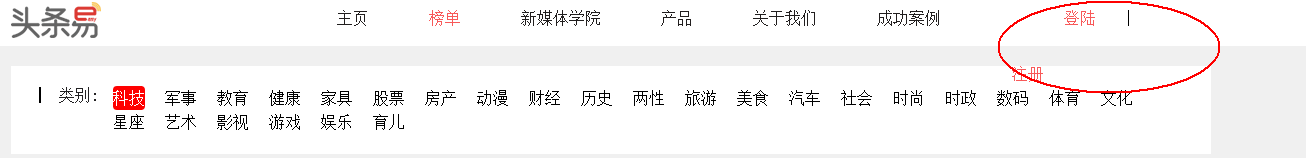 头条易 主页 榜单 新媒体学院 产品 关于我们 成功案例 登陆 |
注册
| 类别: 科技 军事 教育 健康 家具 股票 房产 动漫 财经 历史 两性 旅游 美食 汽车 社会 时尚 时政 数码 体育 文化
星座 艺术 影视 游戏 娱乐 育儿